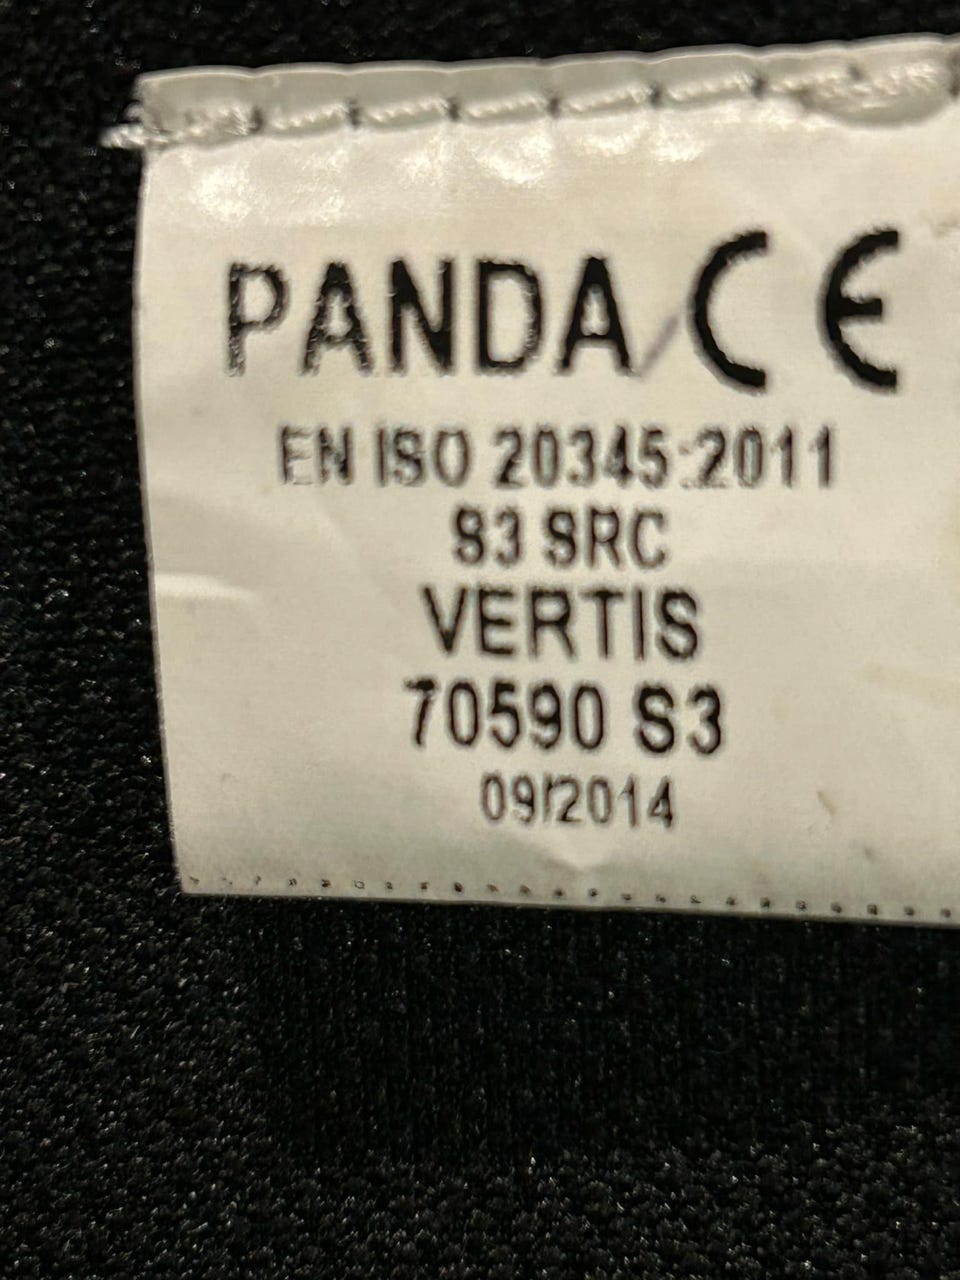 PANDA CE
EN ISO 20345:2011
S3 SRC
VERTIS
70590 S3
09/2014